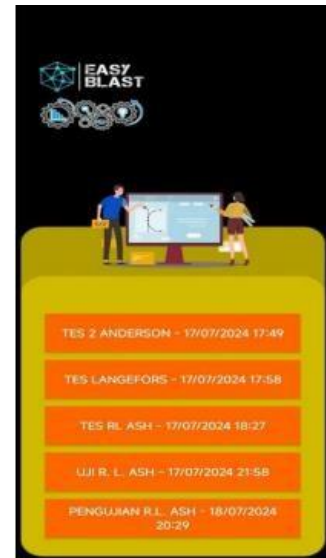 EASY
BLAST
TES 2 ANDERSON - 17/07/2024 17:49
TES LANGEFORS - 17/07/2024 17:58
TES RL ASH - 17/07/2024 18:27
UJI R. L. ASH - 17/07/2024 21:58
PENGUJIAN R.L. ASH - 18/07/2024
20:29